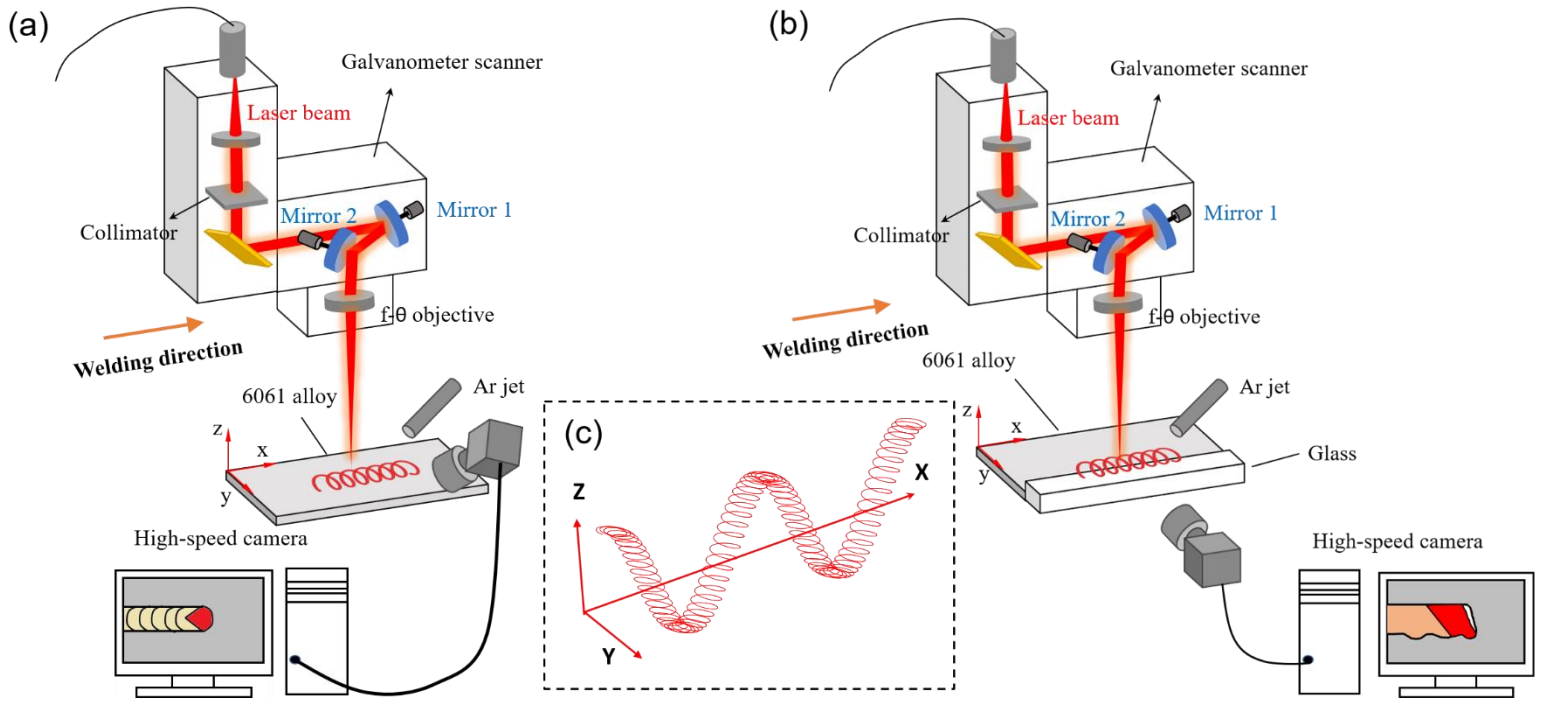 (a)
Galvanometer scanner
Laser beam
Mirror 2
Mirror 1
Collimator
f-θ objective
Welding direction
6061 alloy
Ar jet
z
x
y
High-speed camera
(b)
Galvanometer scanner
Laser beam
Mirror 2
Mirror 1
Collimator
f-θ objective
Welding direction
6061 alloy
Ar jet
z
x
y
Glass
High-speed camera
(c)
Z
X
Y